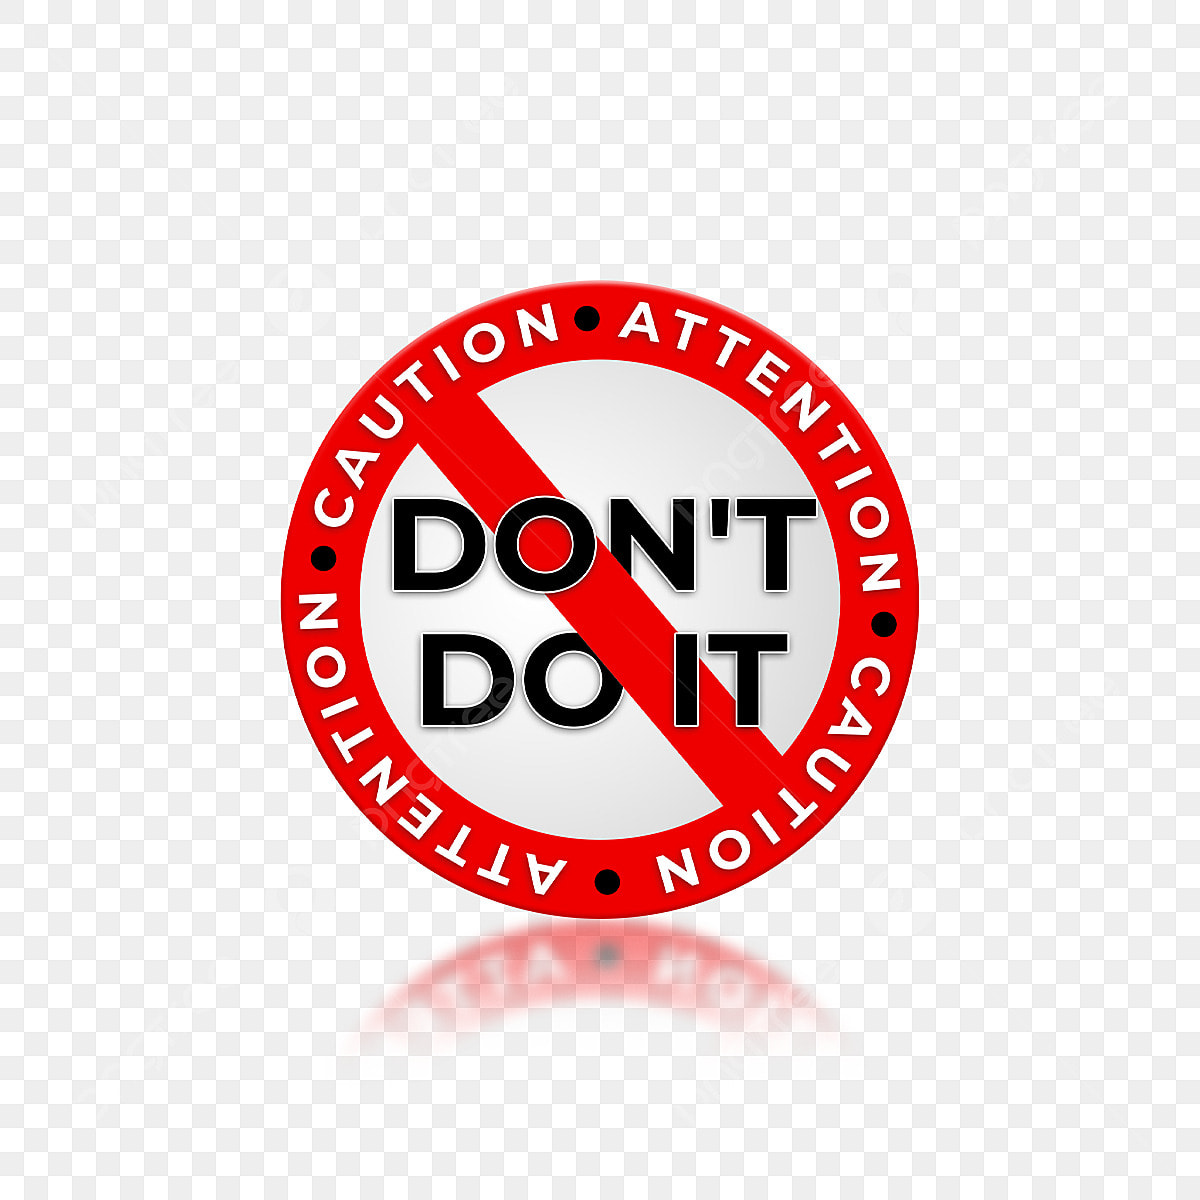 CAUTION • ATTENTION • CAUTION • ATTENTION •
DON'T
DO IT